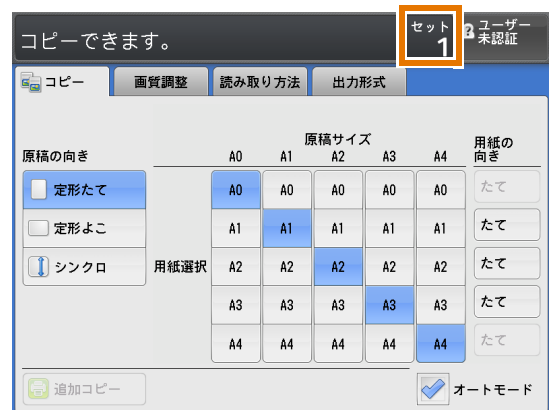 コピーできます。
セット
1
ユーザー
未認証
コピー 画質調整 読み取り方法 出力形式
原稿サイズ
用紙の
向き
原稿の向き A0 A1 A2 A3 A4
定形たて A0 A0 A0 A0 A0 たて
定形よこ A1 A1 A1 A1 A1 たて
シンクロ 用紙選択 A2 A2 A2 A2 A2 たて
A3 A3 A3 A3 A3 たて
A4 A4 A4 A4 A4 たて
追加コピー オートモード